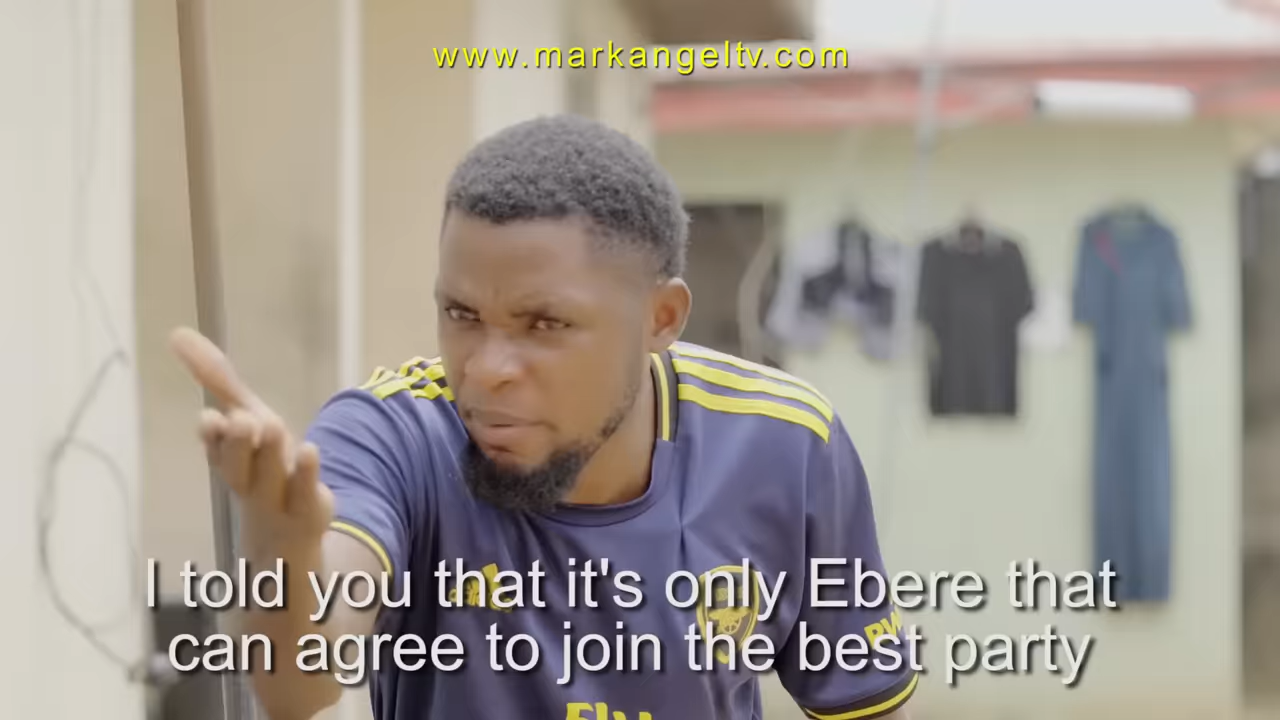 www.markangeltv.com
I told you that it's only Ebere that
can agree to join the best party